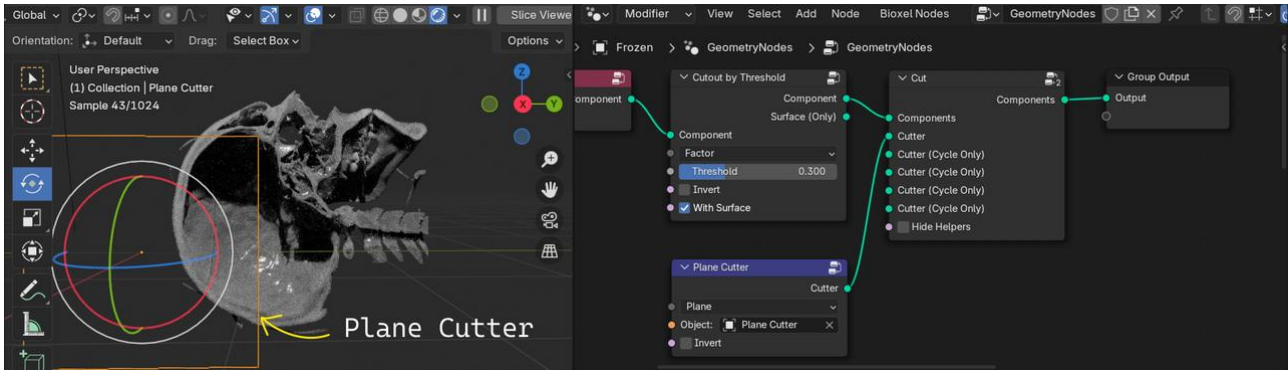 Global
Slice Viewe
Orientation: Default Drag: Select Box Options
User Perspective
(1) Collection | Plane Cutter
Sample 43/1024
Z
X
Y
Plane Cutter
Modifier View Select Add Node Bioxel Nodes GeometryNodes
Frozen > GeometryNodes > GeometryNodes
omponent
Cutout by Threshold
Component
Surface (Only)
Component
Factor
Threshold 0.300
Invert
With Surface
Plane Cutter
Cutter
Plane
Object: Plane Cutter
Invert
Cut
2
Components
Components
Cutter
Cutter (Cycle Only)
Cutter (Cycle Only)
Cutter (Cycle Only)
Cutter (Cycle Only)
Hide Helpers
Group Output
Output